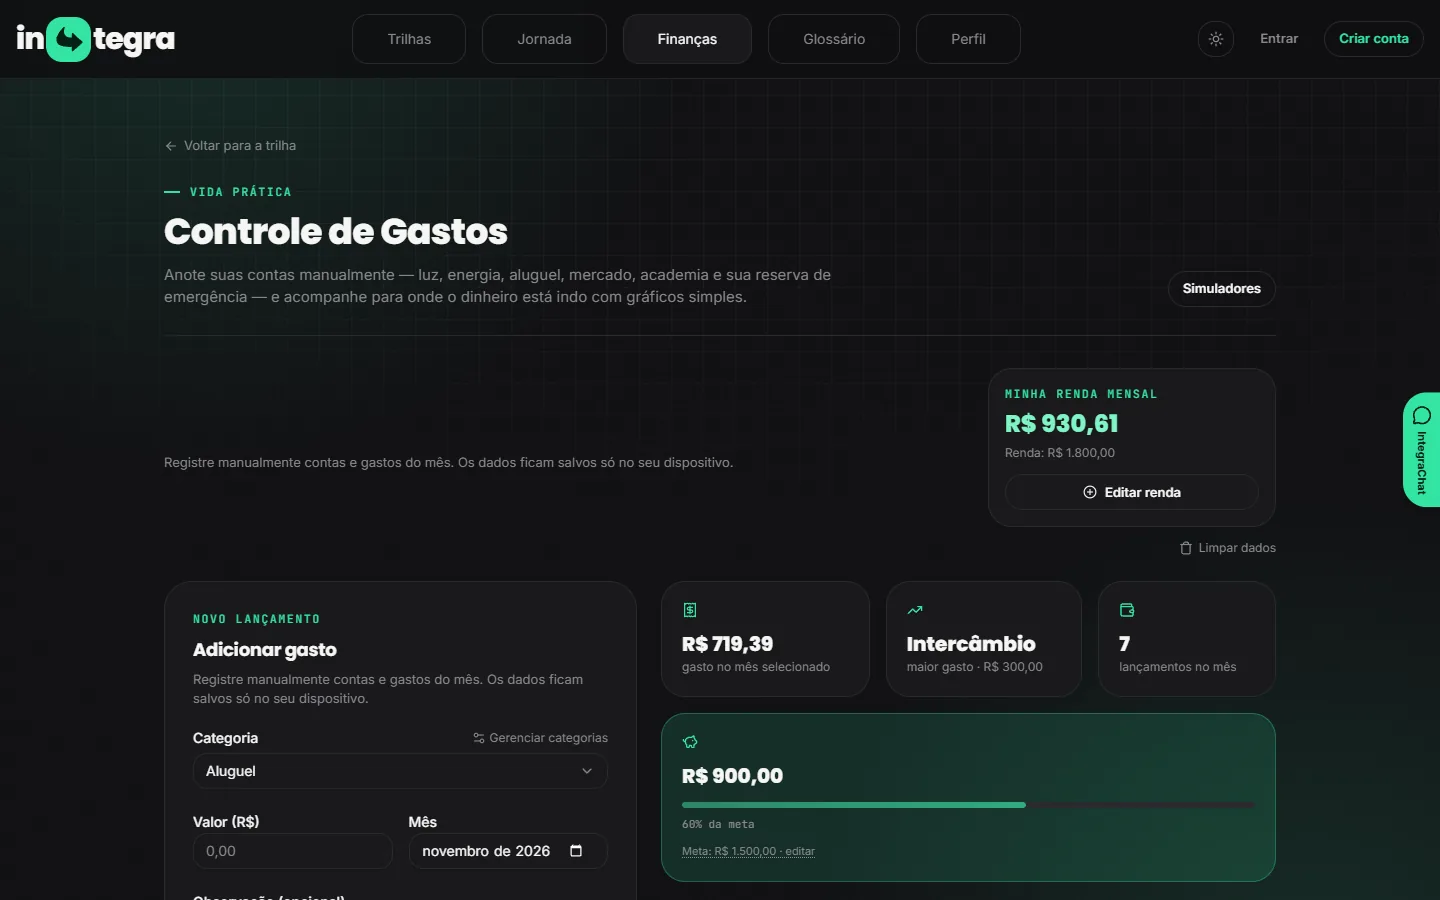 in tegra
Trilhas
Jornada
Finanças
Glossário
Perfil
Entrar
Criar conta
Voltar para a trilha
VIDA PRÁTICA
Controle de Gastos
Anote suas contas manualmente — luz, energia, aluguel, mercado, academia e sua reserva de
emergência — e acompanhe para onde o dinheiro está indo com gráficos simples.
Simuladores
MINHA RENDA MENSAL
R$ 930,61
Renda: R$ 1.800,00
Editar renda
Registre manualmente contas e gastos do mês. Os dados ficam salvos só no seu dispositivo.
IntegraChat
Limpar dados
NOVO LANÇAMENTO
Adicionar gasto
Registre manualmente contas e gastos do mês. Os dados ficam
salvos só no seu dispositivo.
Categoria
Gerenciar categorias
Aluguel
Valor (R$)
Mês
0,00
novembro de 2026
Observação (opcional)
R$ 719,39
gasto no mês selecionado
Intercâmbio
maior gasto · R$ 300,00
7
lançamentos no mês
R$ 900,00
60% da meta
Meta: R$ 1.500,00 · editar